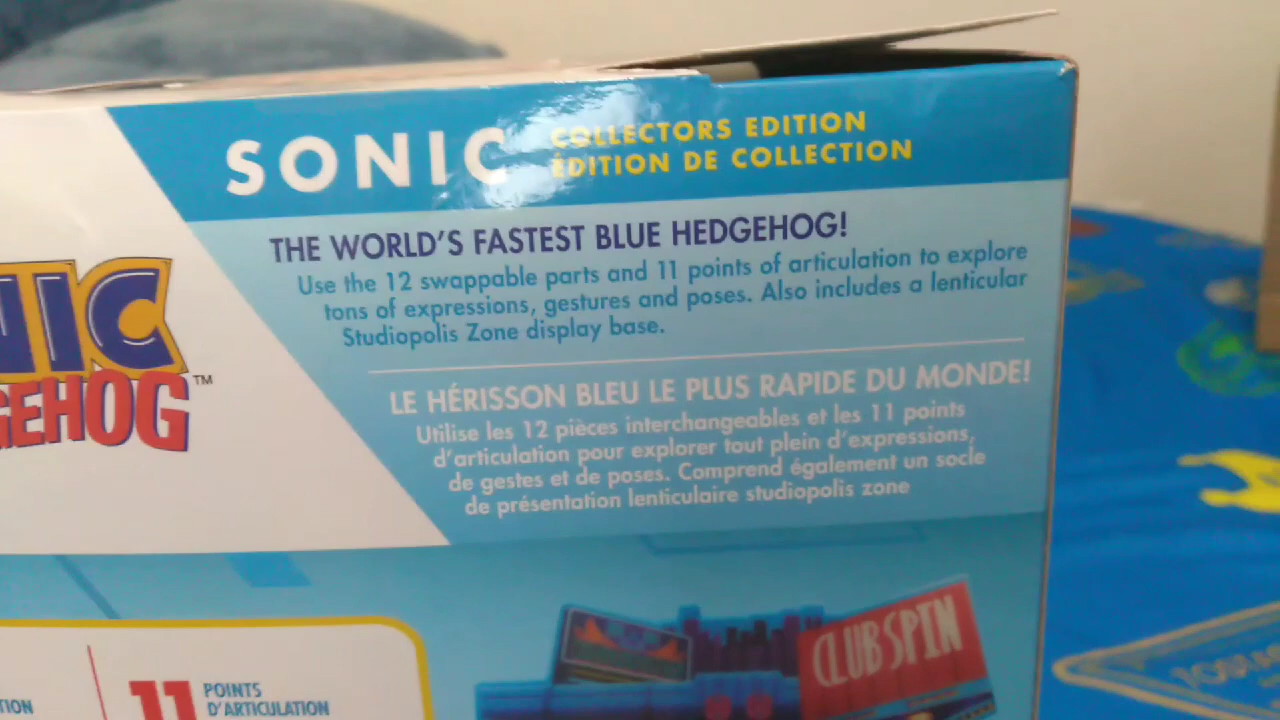 SONIC
COLLECTORS EDITION
ÉDITION DE COLLECTION
THE WORLD'S FASTEST BLUE HEDGEHOG!
Use the 12 swappable parts and 11 points of articulation to explore
tons of expressions, gestures and poses. Also includes a lenticular
Studiopolis Zone display base.
LE HÉRISSON BLEU LE PLUS RAPIDE DU MONDE!
Utilise les 12 pièces interchangeables et les 11 points
d'articulation pour explorer tout plein d'expressions,
de gestes et de poses. Comprend également un socle
de présentation lenticulaire studiopolis zone
NIC
GEHOG™
TION
11 POINTS
D'ARTICULATION
CLUB SPIN